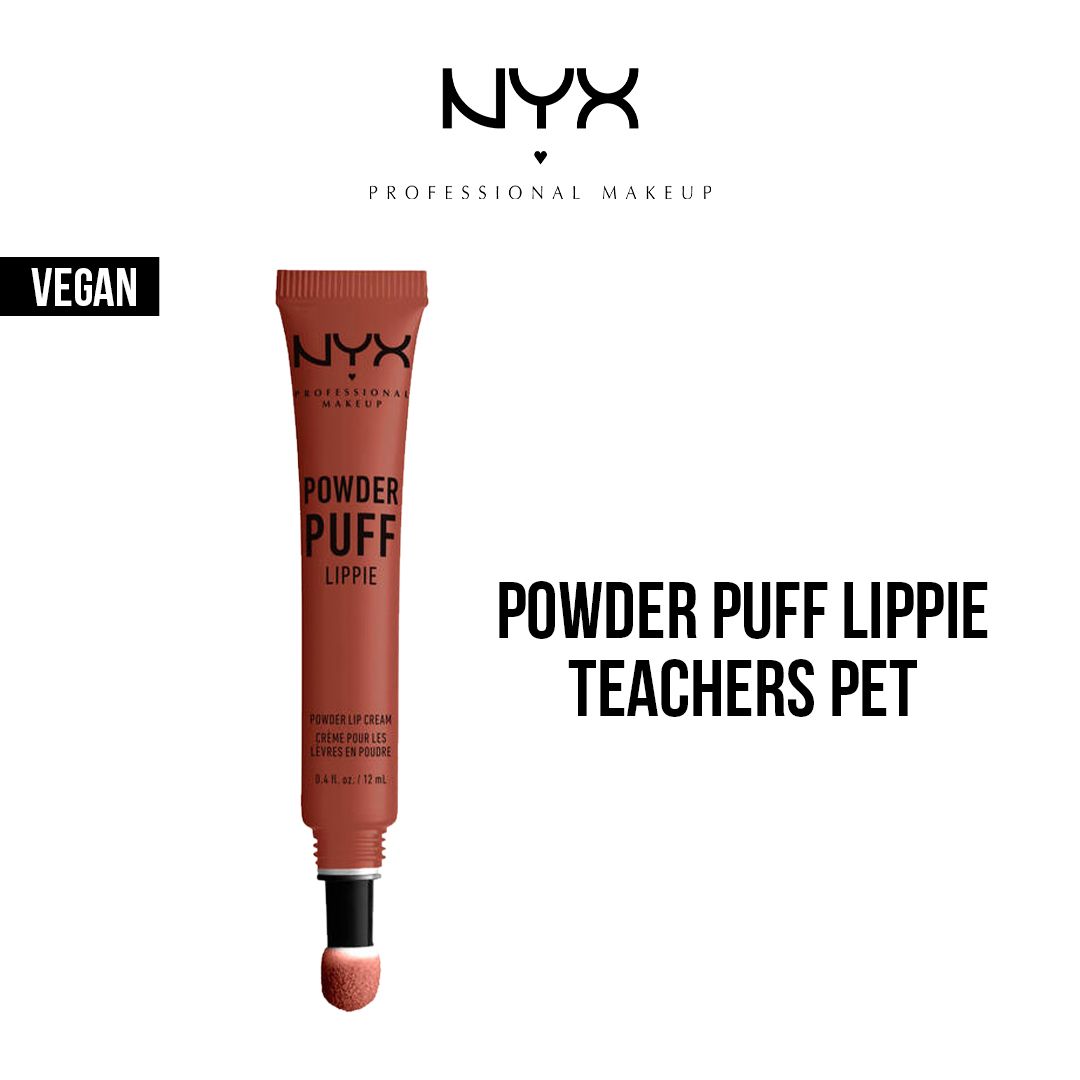 NYX
PROFESSIONAL MAKEUP
VEGAN
NYX
PROFESSIONAL
MAKEUP
POWDER
PUFF
LIPPIE
POWDER LIP CREAM
CRÈME POUR LES
LÈVRES EN POUDRE
0.4 fl. oz. / 12 mL
POWDER PUFF LIPPIE
TEACHERS PET